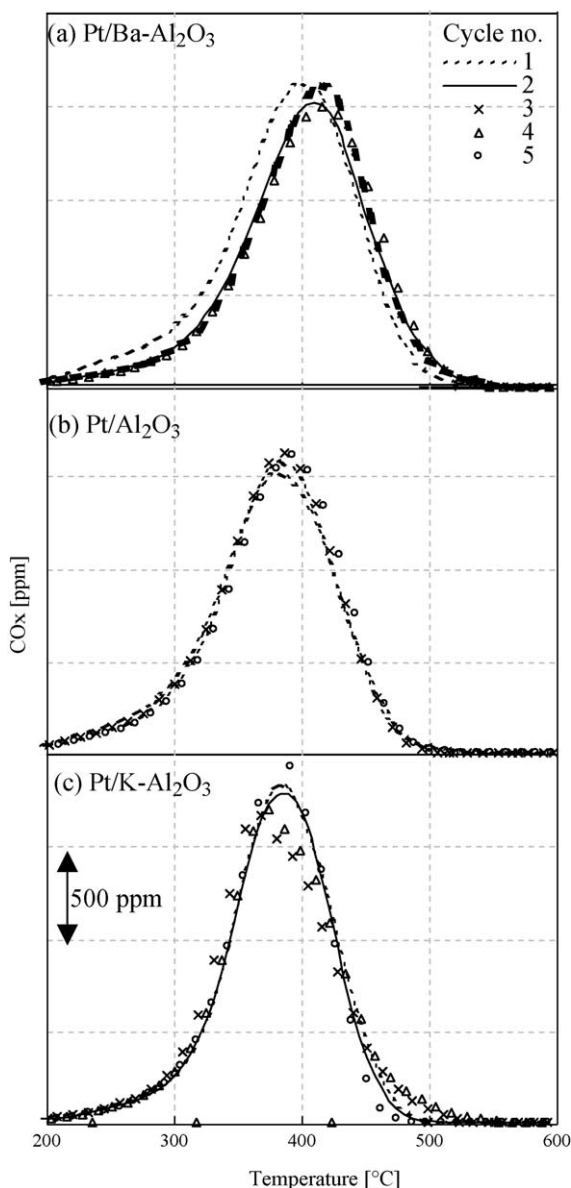 (a) Pt/Ba-Al₂O₃
Cycle no.
1
2
3
4
5
(b) Pt/Al₂O₃
COx [ppm]
(c) Pt/K-Al₂O₃
500 ppm
200 300 400 500 600
Temperature [°C]